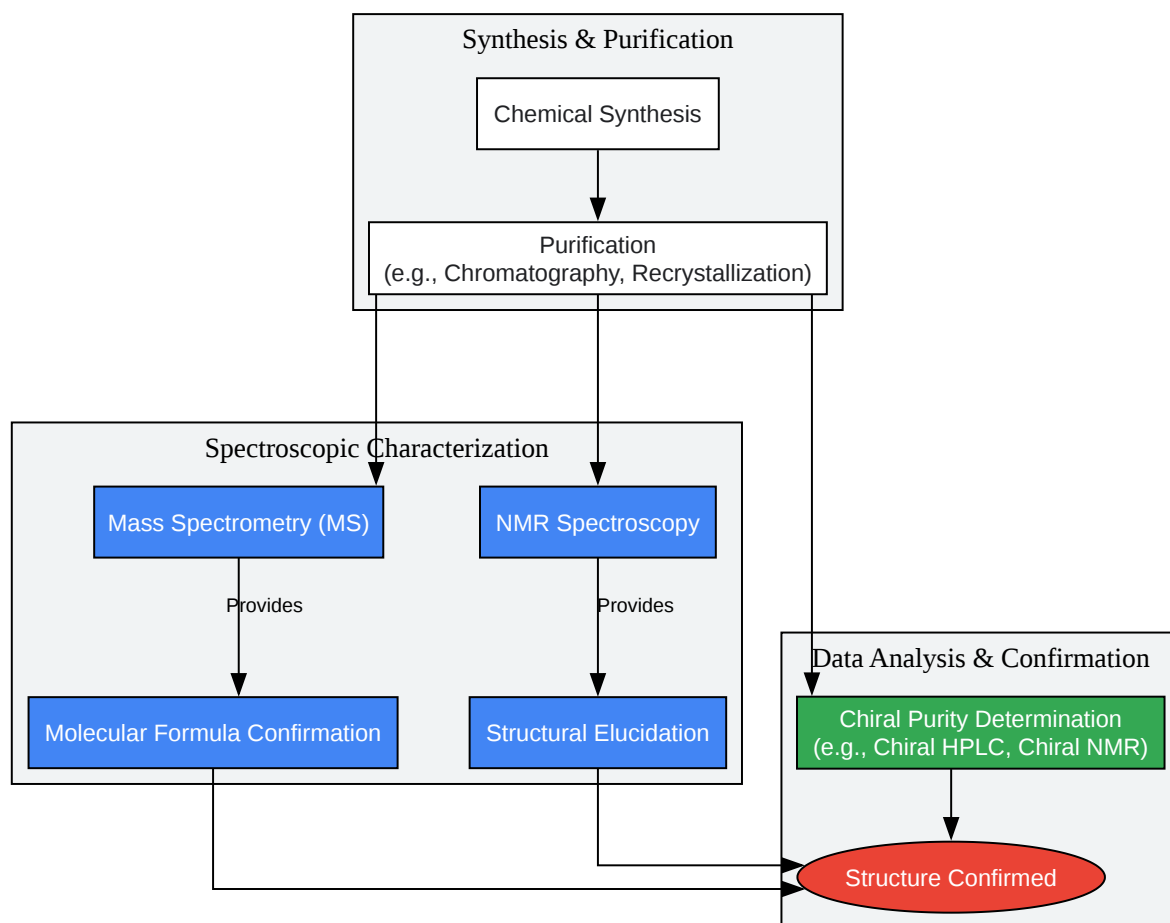 Synthesis & Purification
Chemical Synthesis
Purification
(e.g., Chromatography, Recrystallization)
Spectroscopic Characterization
Mass Spectrometry (MS)
NMR Spectroscopy
Provides
Provides
Data Analysis & Confirmation
Molecular Formula Confirmation
Structural Elucidation
Chiral Purity Determination
(e.g., Chiral HPLC, Chiral NMR)
Structure Confirmed